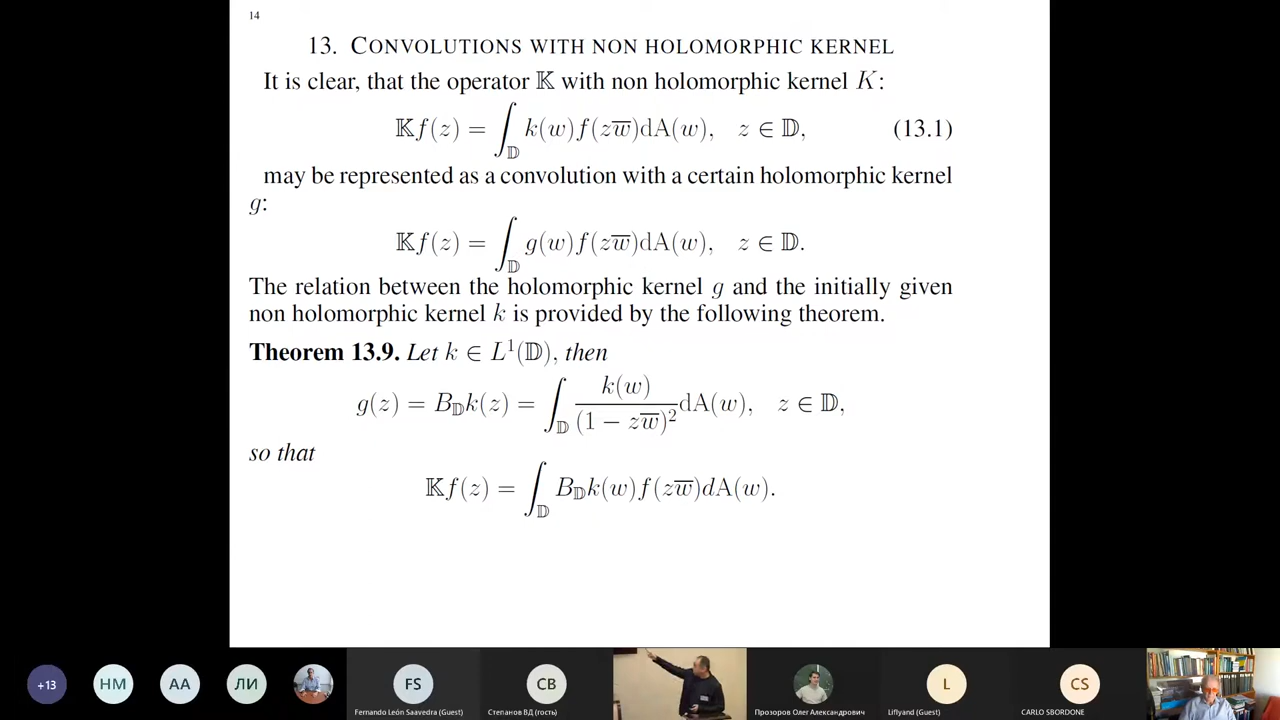 14
13. CONVOLUTIONS WITH NON HOLOMORPHIC KERNEL
It is clear, that the operator 𝕂 with non holomorphic kernel K:
𝕂f(z) = ∫_𝔻 k(w)f(zw̅)dA(w), z ∈ 𝔻, (13.1)
may be represented as a convolution with a certain holomorphic kernel
g:
𝕂f(z) = ∫_𝔻 g(w)f(zw̅)dA(w), z ∈ 𝔻.
The relation between the holomorphic kernel g and the initially given
non holomorphic kernel k is provided by the following theorem.
Theorem 13.9. Let k ∈ L¹(𝔻), then
g(z) = B_𝔻k(z) = ∫_𝔻 k(w)/(1 − zw̅)² dA(w), z ∈ 𝔻,
so that
𝕂f(z) = ∫_𝔻 B_𝔻k(w)f(zw̅)dA(w).
+13 НМ АА ЛИ FS СВ L CS
Fernando León Saavedra (Guest) Степанов ВД (гость) Прозоров Олег Александрович Liflyand (Guest) CARLO SBORDONE